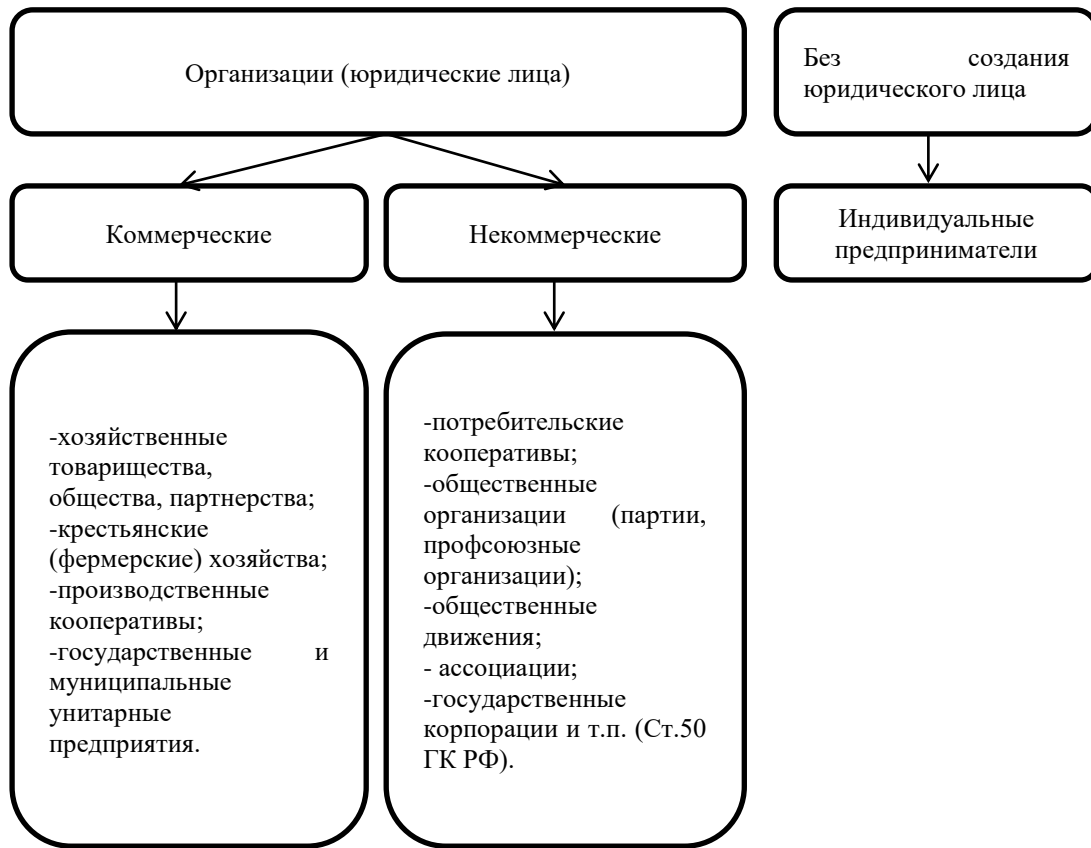 Организации (юридические лица)
Без создания
юридического лица
Коммерческие
Некоммерческие
Индивидуальные
предприниматели
-хозяйственные
товарищества,
общества, партнерства;
-крестьянские
(фермерские) хозяйства;
-производственные
кооперативы;
-государственные и
муниципальные
унитарные
предприятия.
-потребительские
кооперативы;
-общественные
организации (партии,
профсоюзные
организации);
-общественные
движения;
- ассоциации;
-государственные
корпорации и т.п. (Ст.50
ГК РФ).